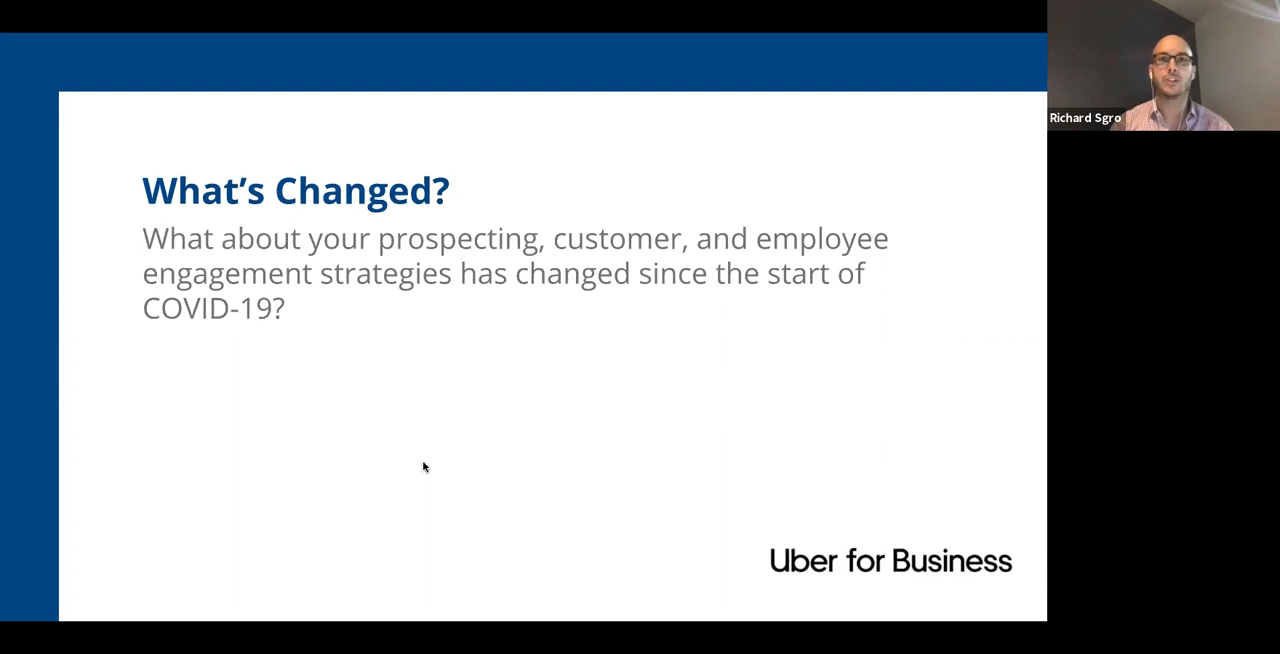 What’s Changed?
What about your prospecting, customer, and employee
engagement strategies has changed since the start of
COVID-19?
Uber for Business
Richard Sgro